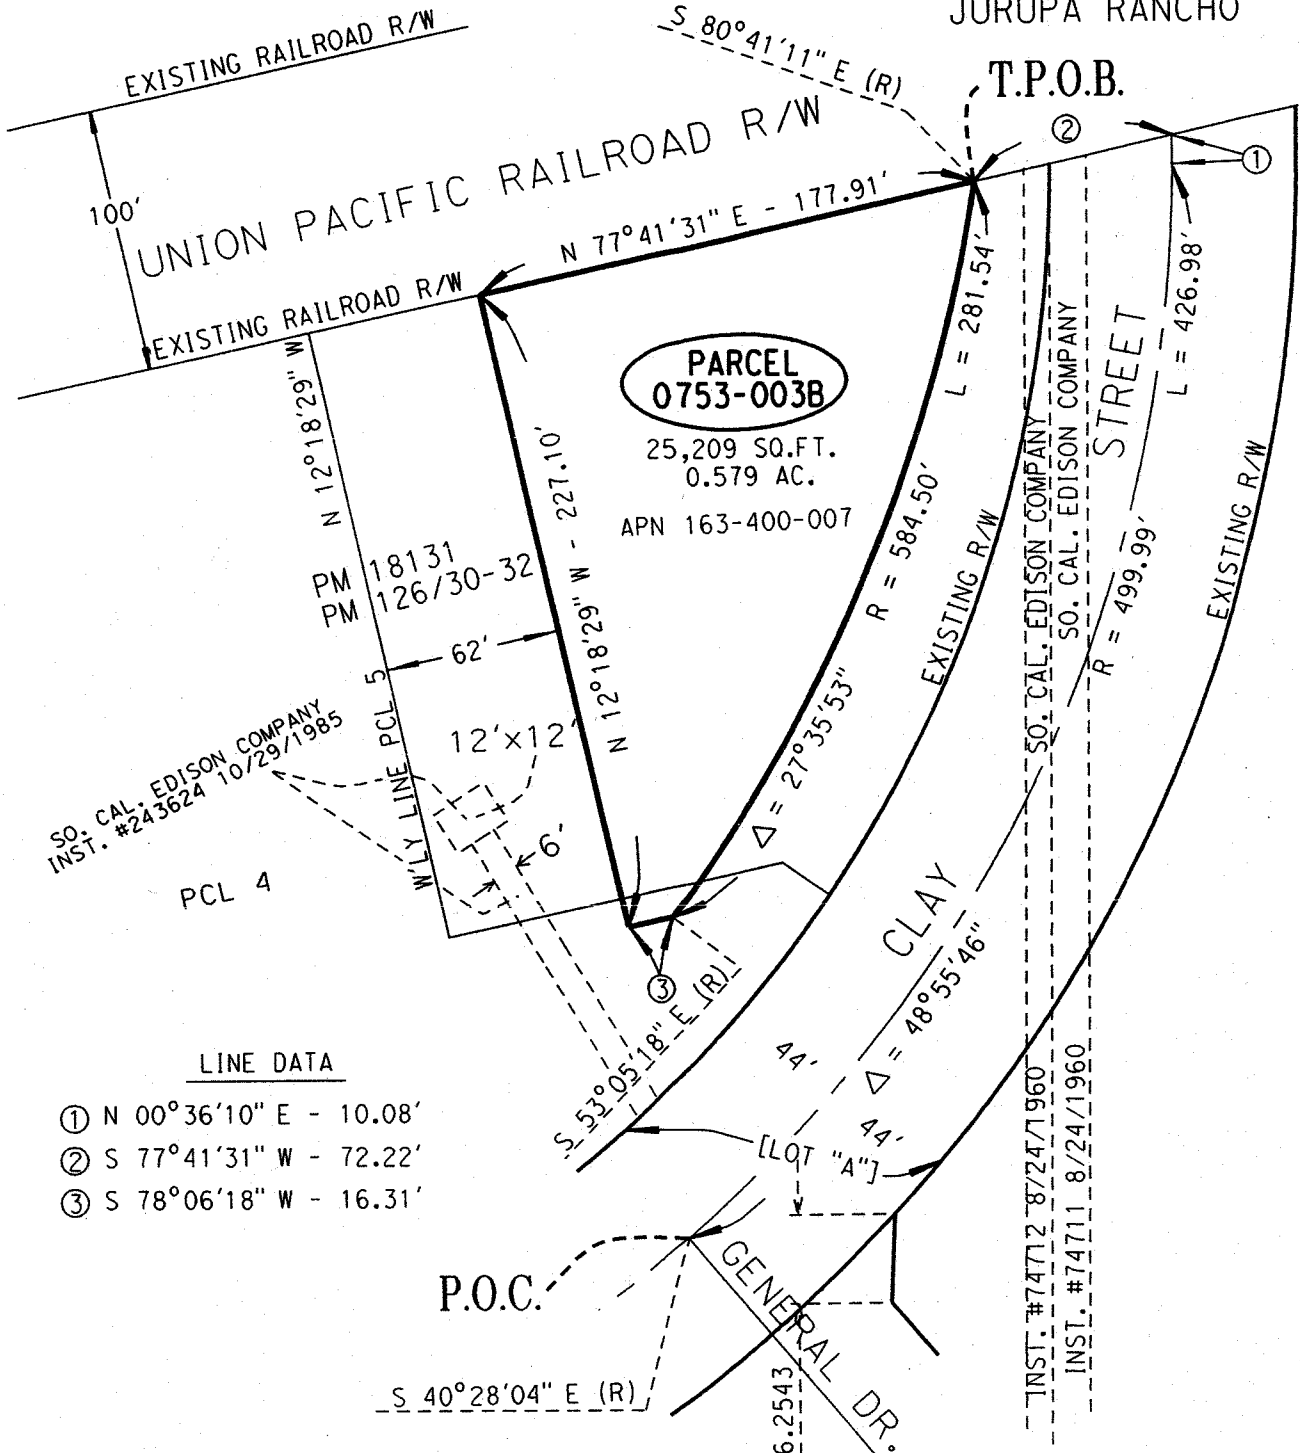 JURUPA RANCHO
EXISTING RAILROAD R/W
S 80°41'11" E (R)
T.P.O.B.
②
①
100'
UNION PACIFIC RAILROAD R/W
N 77°41'31" E - 177.91'
EXISTING RAILROAD R/W
N 12°18'29" W
PARCEL
0753-003B
25,209 SQ.FT.
0.579 AC.
APN 163-400-007
L = 281.54'
R = 584.50'
Δ = 27°35'53"
L = 426.98'
R = 499.99'
Δ = 48°55'46"
CLAY STREET
EXISTING R/W
EXISTING R/W
SO. CAL. EDISON COMPANY
SO. CAL. EDISON COMPANY
INST. #74712 8/24/1960
INST. #74711 8/24/1960
N 12°18'29" W - 227.10'
PM 18131
PM 126/30-32
62'
W'LY LINE PCL 5
12'x12'
6'
SO. CAL. EDISON COMPANY
INST. #243624 10/29/1985
PCL 4
③
S 53°05'18" E (R)
44'
44'
[LOT "A"]
LINE DATA
① N 00°36'10" E - 10.08'
② S 77°41'31" W - 72.22'
③ S 78°06'18" W - 16.31'
P.O.C.
GENERAL DR.
S 40°28'04" E (R)
6.2543